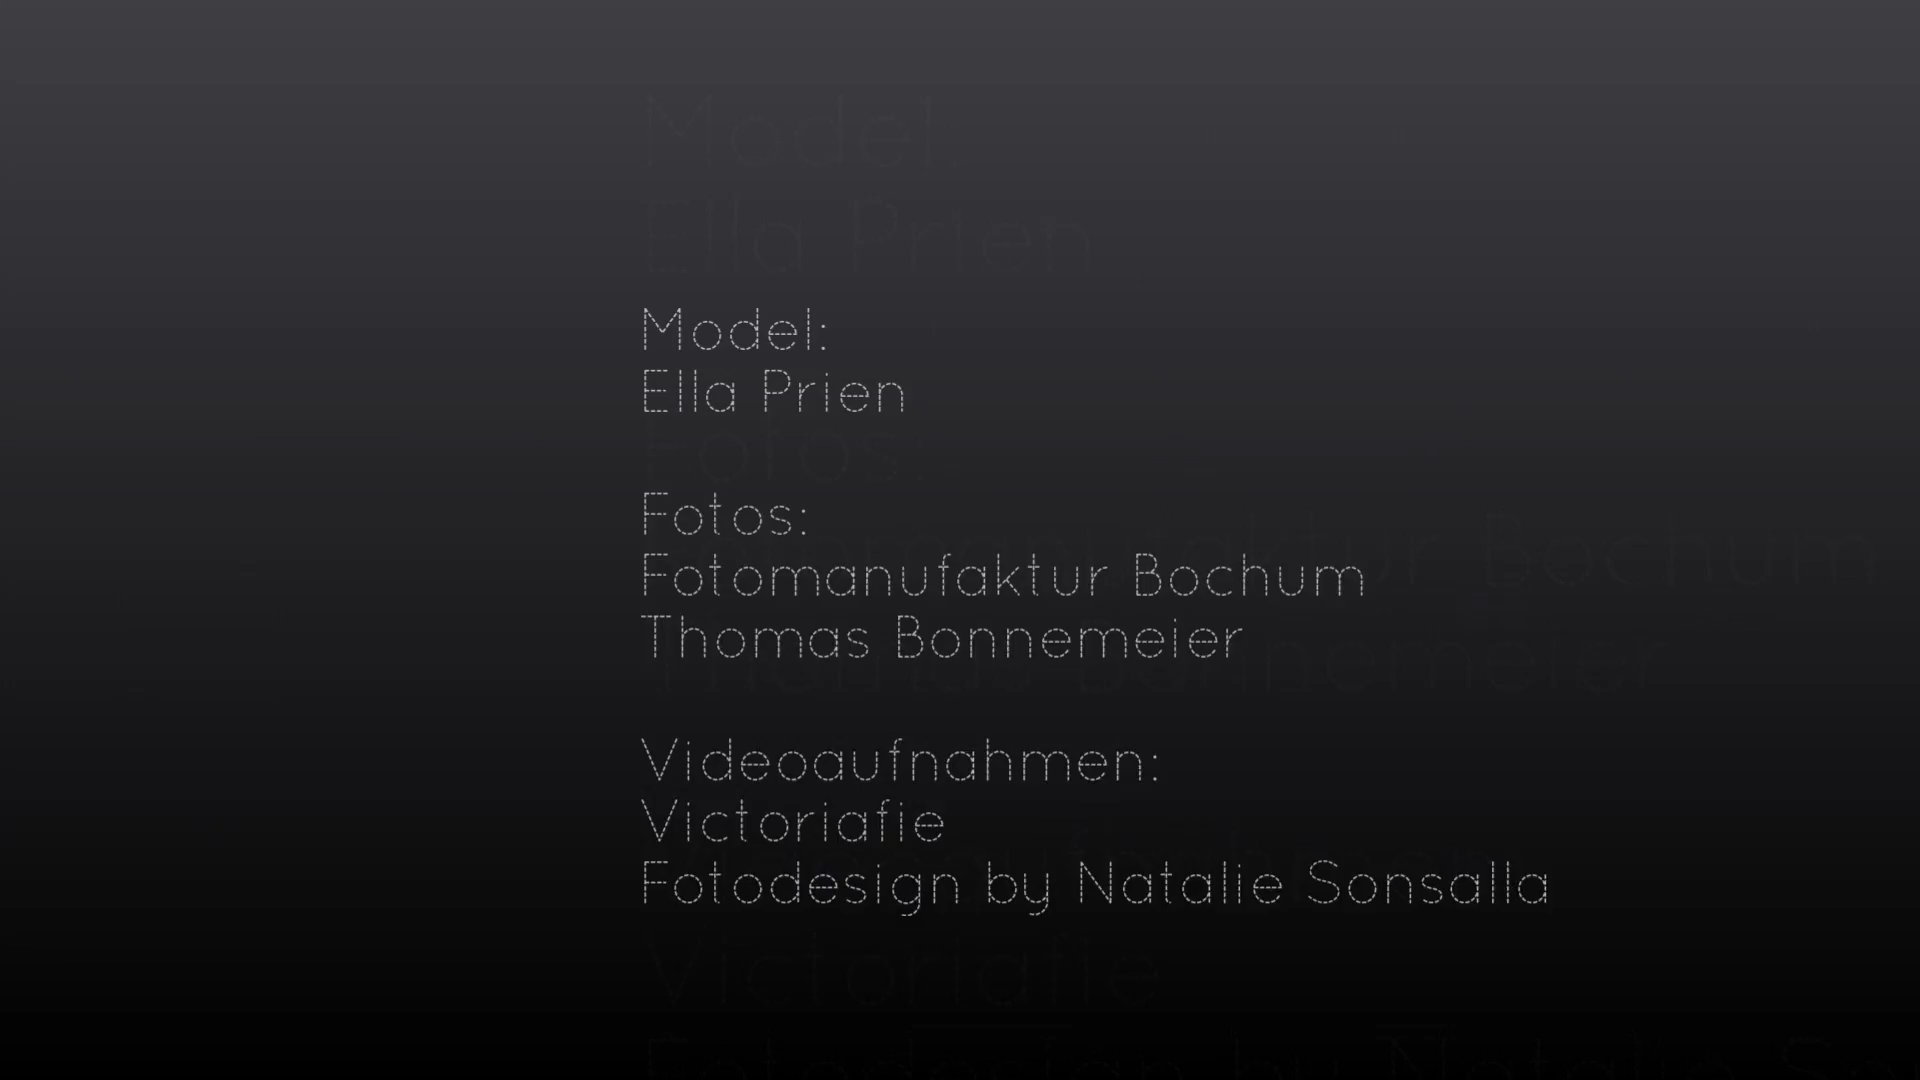 Model:
Ella Prien
Fotos:
Fotomanufaktur Bochum
Thomas Bonnemeier
Videoaufnahmen:
Victoriafie
Fotodesign by Natalie Sonsalla